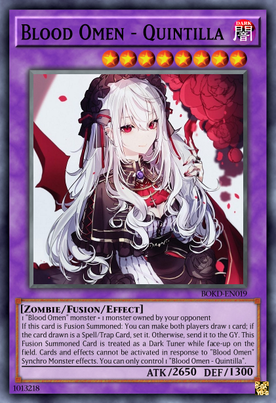 Blood Omen - Quintilla
DARK
闇
BOKD-EN019
[Zombie/Fusion/Effect]
1 "Blood Omen" monster + 1 monster owned by your opponent
If this card is Fusion Summoned: You can make both players draw 1 card; if
the card drawn is a Spell/Trap Card, set it. Otherwise, send it to the GY. This
Fusion Summoned Card is treated as a Dark Tuner while face-up on the
field. Cards and effects cannot be activated in response to "Blood Omen"
Synchro Monster effects. You can only control 1 "Blood Omen - Quintilla".
ATK/2650 DEF/1300
1013218